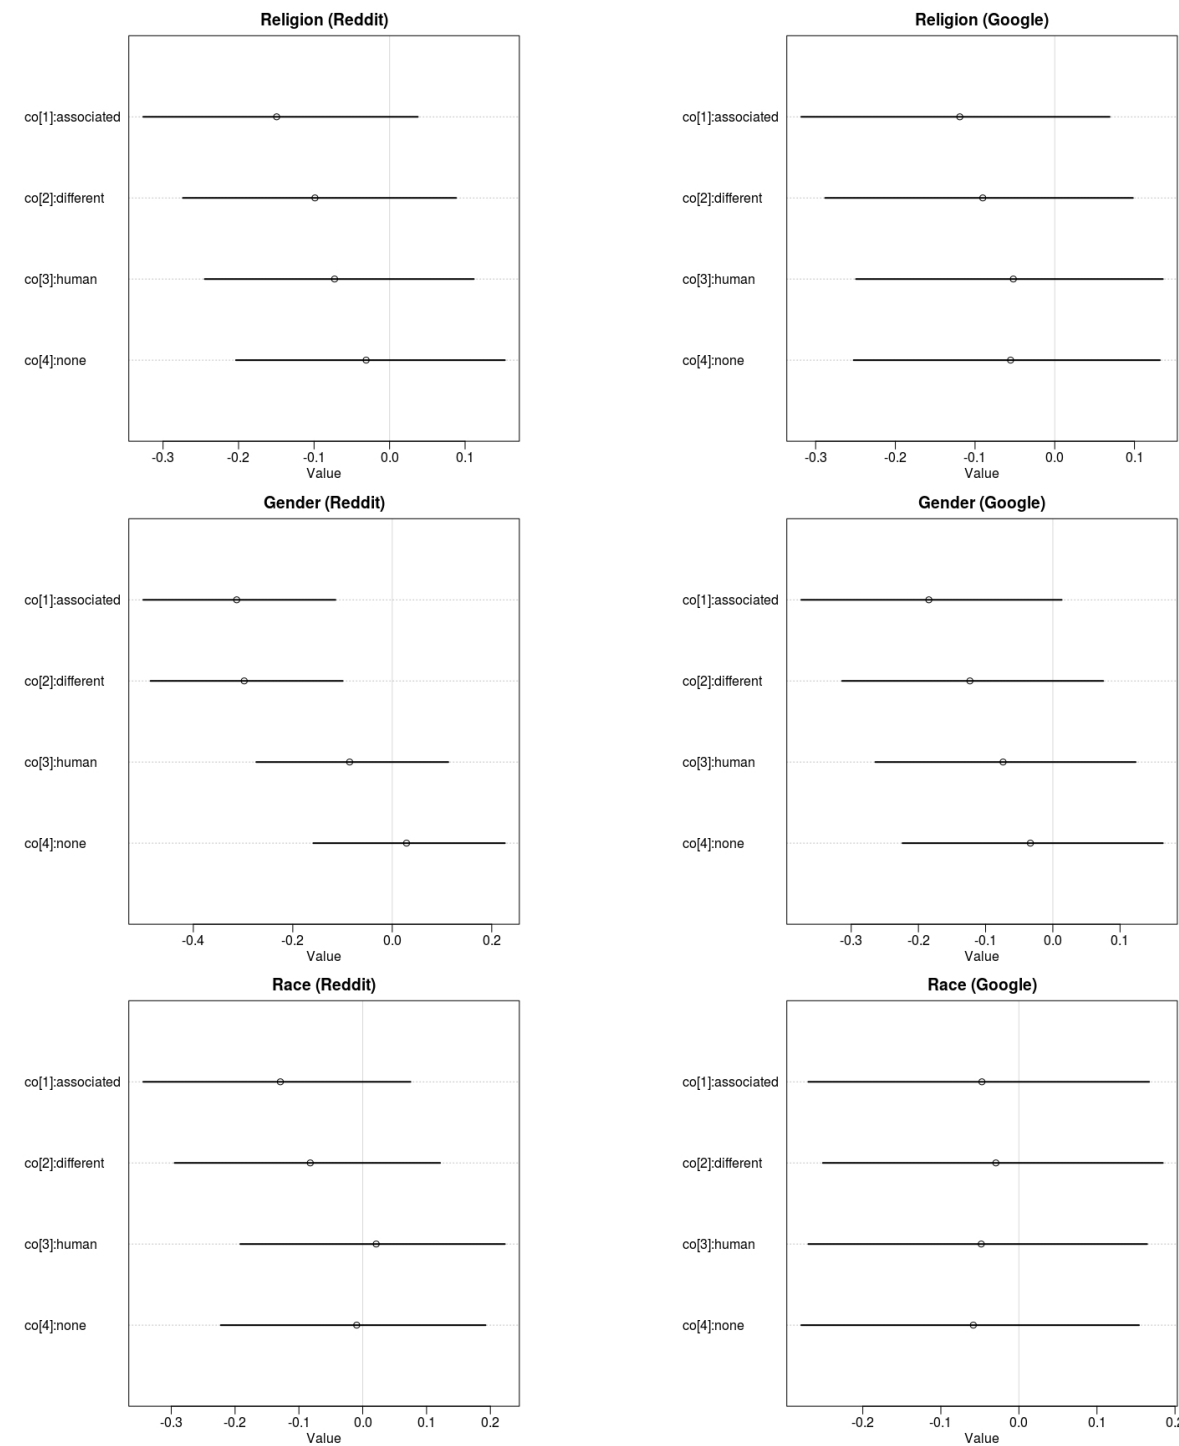 Religion (Reddit)
co[1]:associated
co[2]:different
co[3]:human
co[4]:none
-0.3 -0.2 -0.1 0.0 0.1
Value
Religion (Google)
co[1]:associated
co[2]:different
co[3]:human
co[4]:none
-0.3 -0.2 -0.1 0.0 0.1
Value
Gender (Reddit)
co[1]:associated
co[2]:different
co[3]:human
co[4]:none
-0.4 -0.2 0.0 0.2
Value
Gender (Google)
co[1]:associated
co[2]:different
co[3]:human
co[4]:none
-0.3 -0.2 -0.1 0.0 0.1
Value
Race (Reddit)
co[1]:associated
co[2]:different
co[3]:human
co[4]:none
-0.3 -0.2 -0.1 0.0 0.1 0.2
Value
Race (Google)
co[1]:associated
co[2]:different
co[3]:human
co[4]:none
-0.2 -0.1 0.0 0.1 0.2
Value